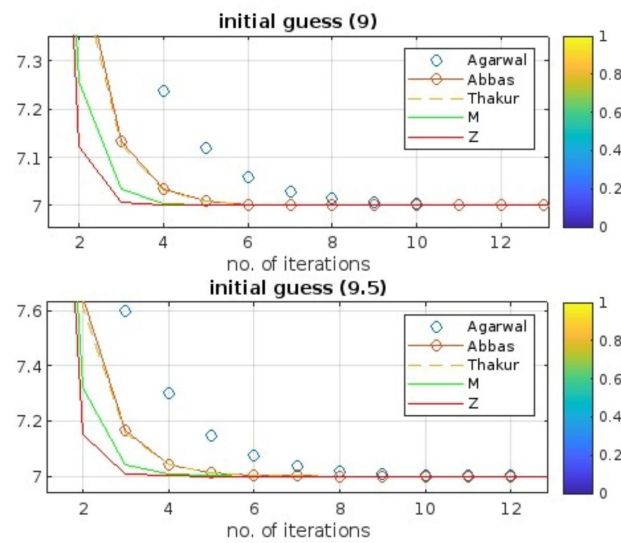 initial guess (9)
7.3
7.2
7.1
7
2 4 6 8 10 12
no. of iterations
Agarwal
Abbas
Thakur
M
Z
1
0.8
0.6
0.4
0.2
0
initial guess (9.5)
7.6
7.4
7.2
7
2 4 6 8 10 12
no. of iterations
Agarwal
Abbas
Thakur
M
Z
1
0.8
0.6
0.4
0.2
0